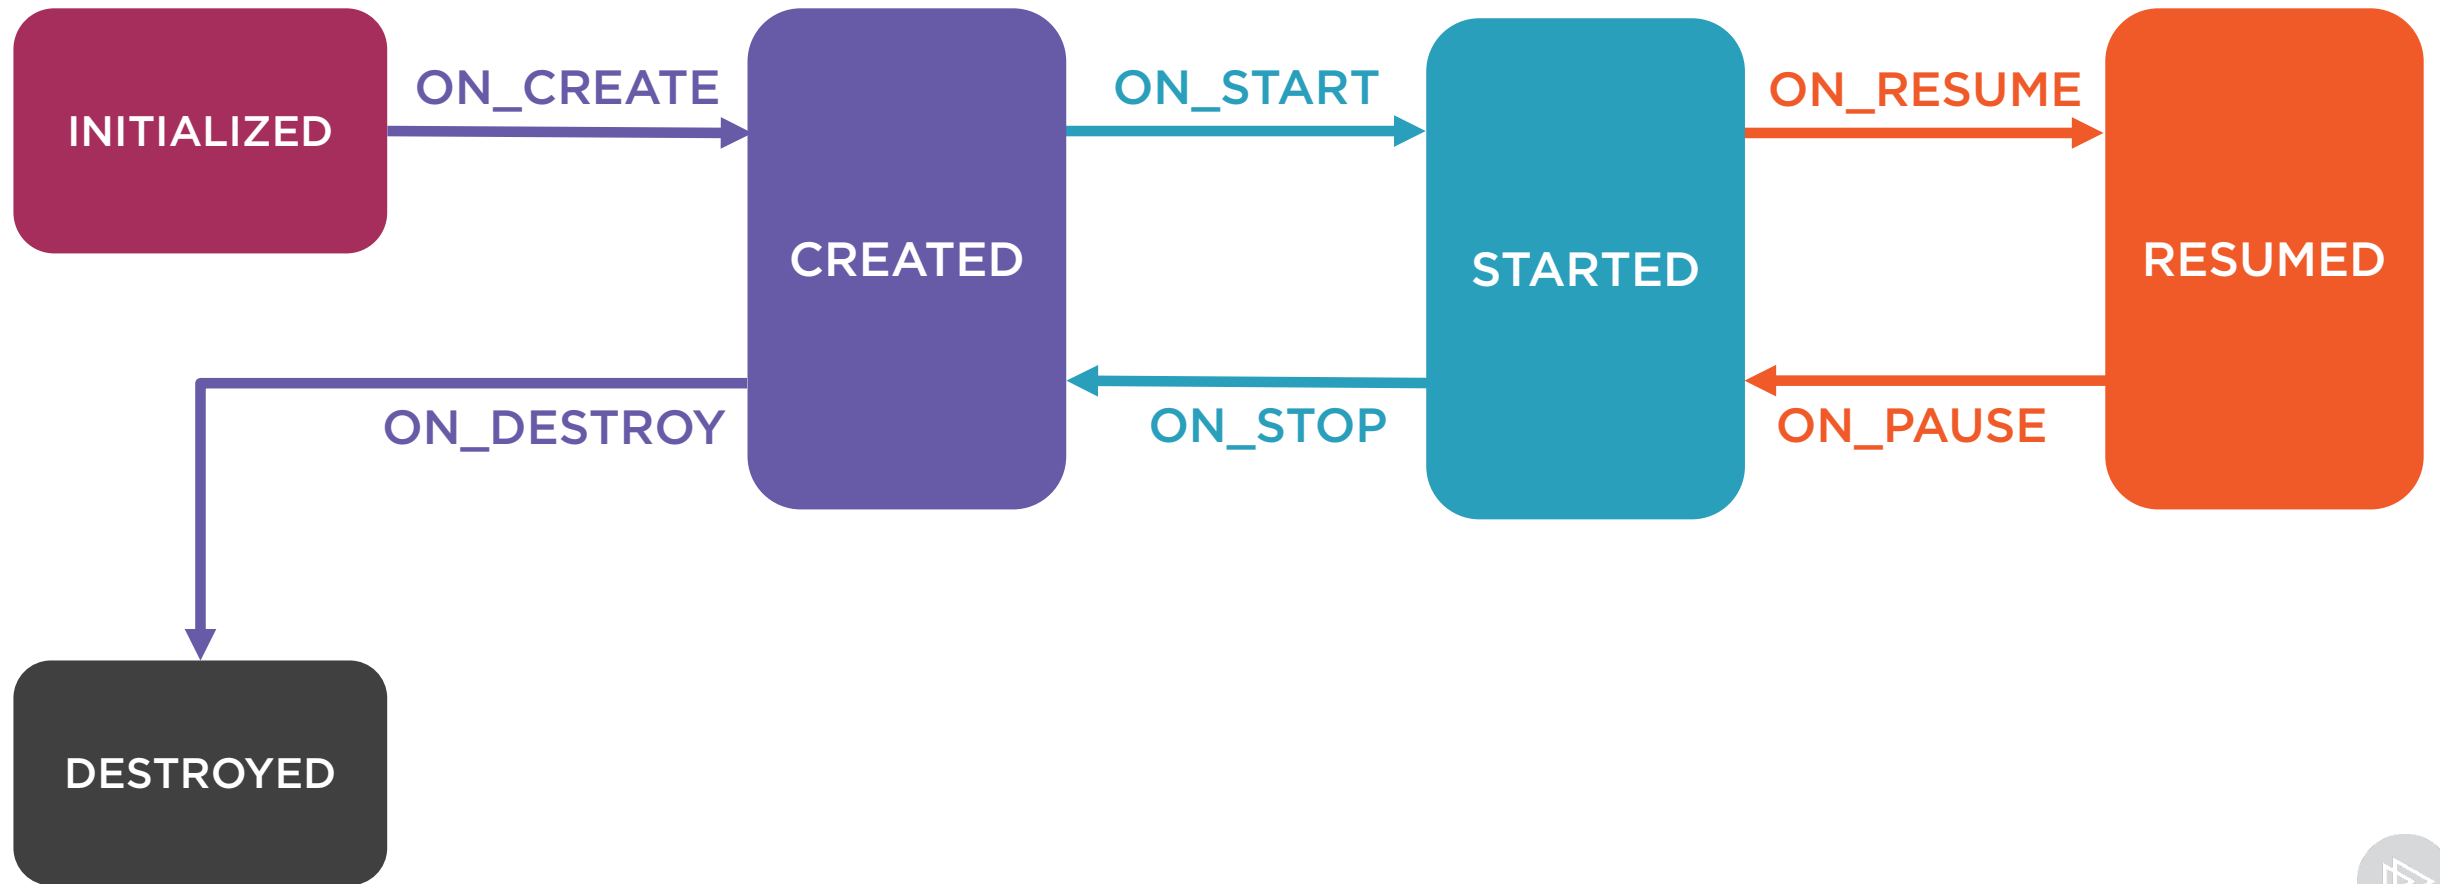 INITIALIZED
ON_CREATE
CREATED
ON_START
STARTED
ON_RESUME
RESUMED
ON_DESTROY
ON_STOP
ON_PAUSE
DESTROYED